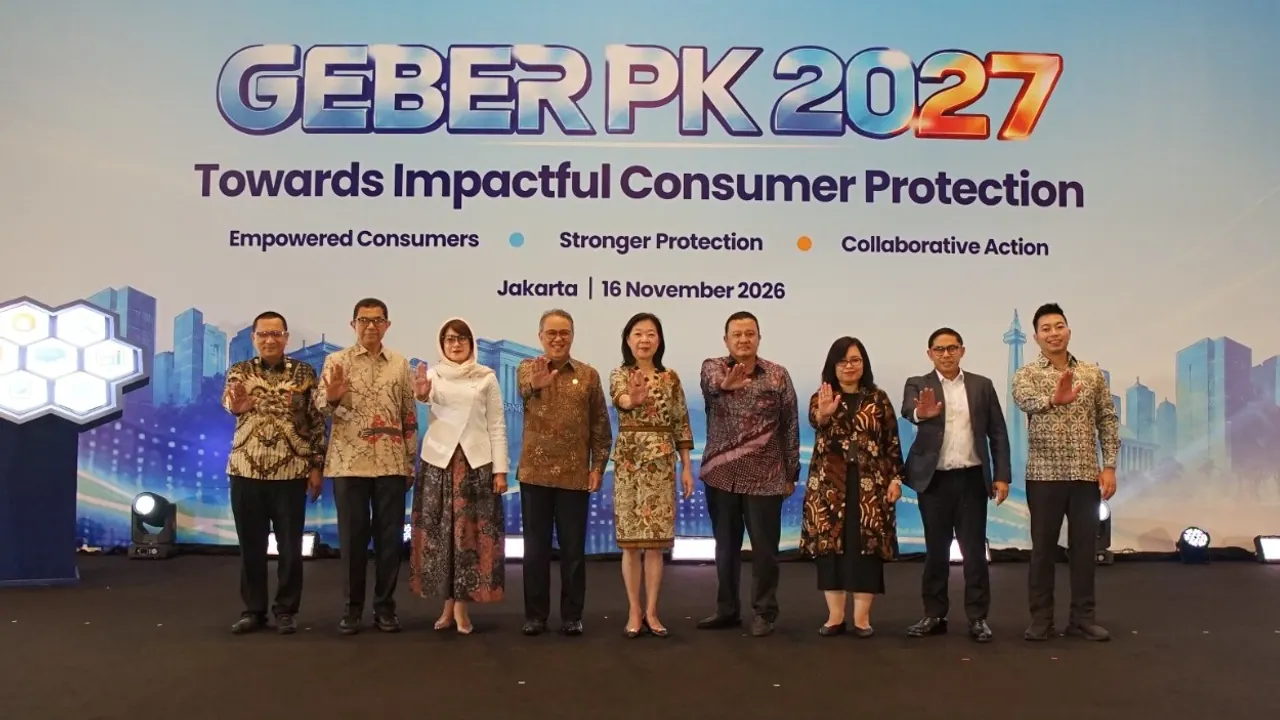 GEBER PK 2027
Towards Impactful Consumer Protection
Empowered Consumers • Stronger Protection • Collaborative Action
Jakarta | 16 November 2026